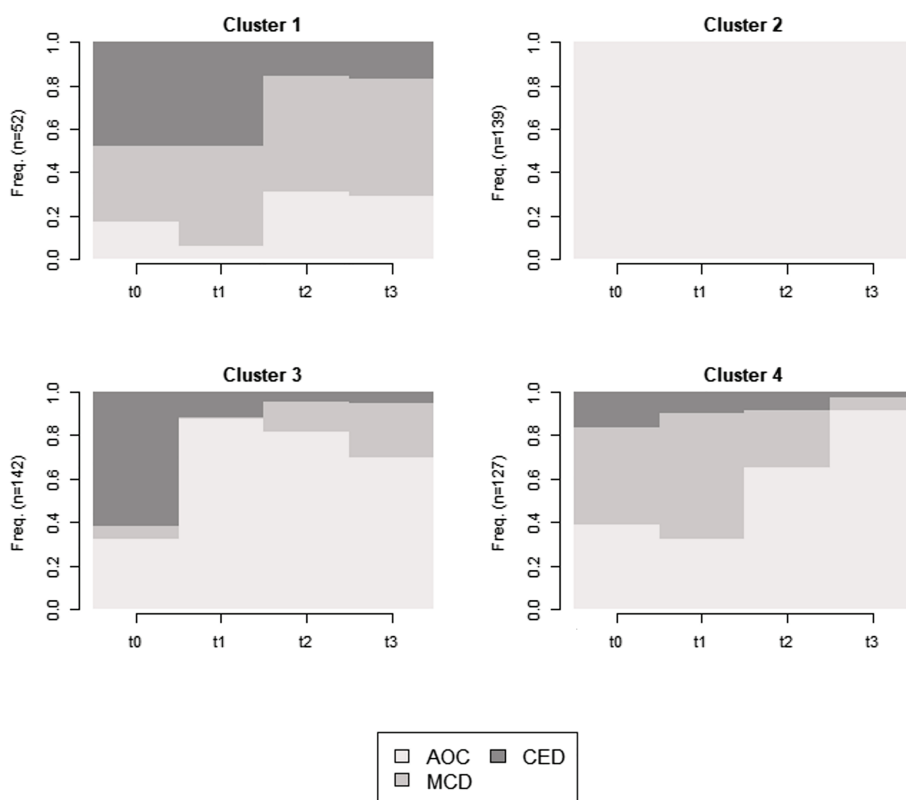 Cluster 1
Freq. (n=52)
0.0 0.2 0.4 0.6 0.8 1.0
t0 t1 t2 t3
Cluster 2
Freq. (n=139)
0.0 0.2 0.4 0.6 0.8 1.0
t0 t1 t2 t3
Cluster 3
Freq. (n=142)
0.0 0.2 0.4 0.6 0.8 1.0
t0 t1 t2 t3
Cluster 4
Freq. (n=127)
0.0 0.2 0.4 0.6 0.8 1.0
t0 t1 t2 t3
AOC CED
MCD